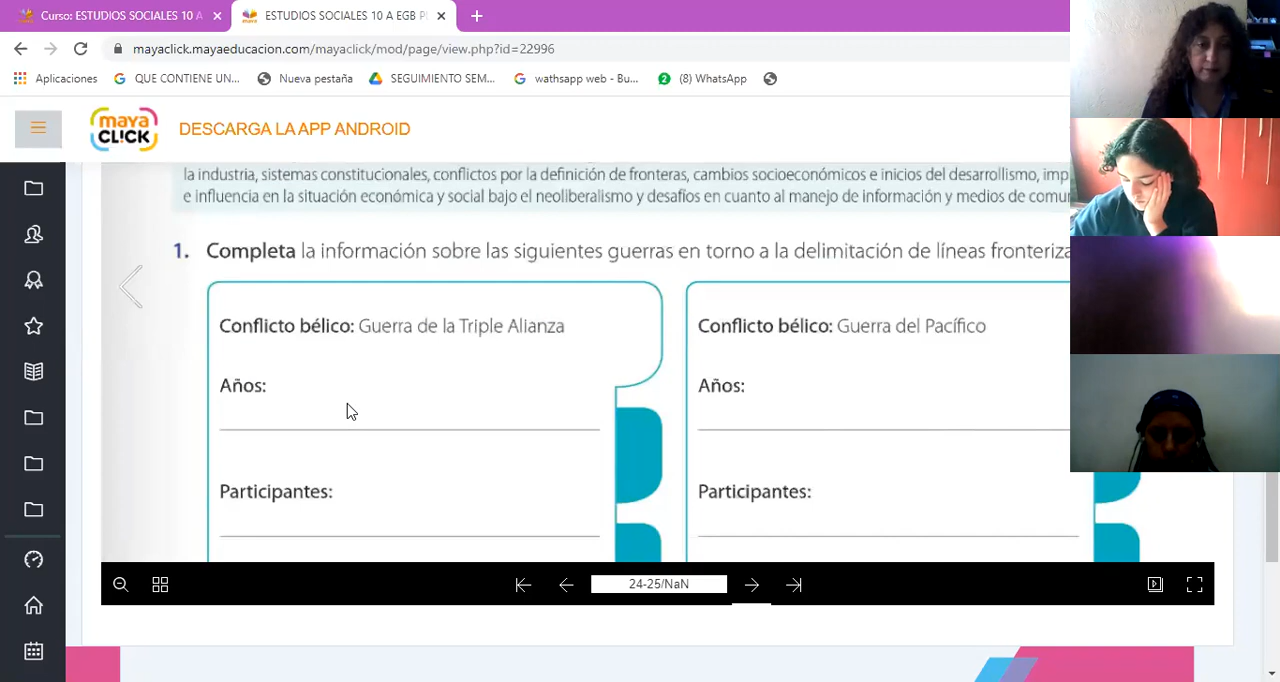 Curso: ESTUDIOS SOCIALES 10 A
ESTUDIOS SOCIALES 10 A EGB P
mayaclick.mayaeducacion.com/mayaclick/mod/page/view.php?id=22996
Aplicaciones
QUE CONTIENE UN...
Nueva pestaña
SEGUIMIENTO SEM...
wathsapp web - Bu...
(8) WhatsApp
maya CLICK
DESCARGA LA APP ANDROID
la industria, sistemas constitucionales, conflictos por la definición de fronteras, cambios socioeconómicos e inicios del desarrollismo, imp
e influencia en la situación económica y social bajo el neoliberalismo y desafíos en cuanto al manejo de información y medios de comu
1. Completa la información sobre las siguientes guerras en torno a la delimitación de líneas fronteriza
Conflicto bélico: Guerra de la Triple Alianza
Años:
Participantes:
Conflicto bélico: Guerra del Pacífico
Años:
Participantes:
24-25/NaN